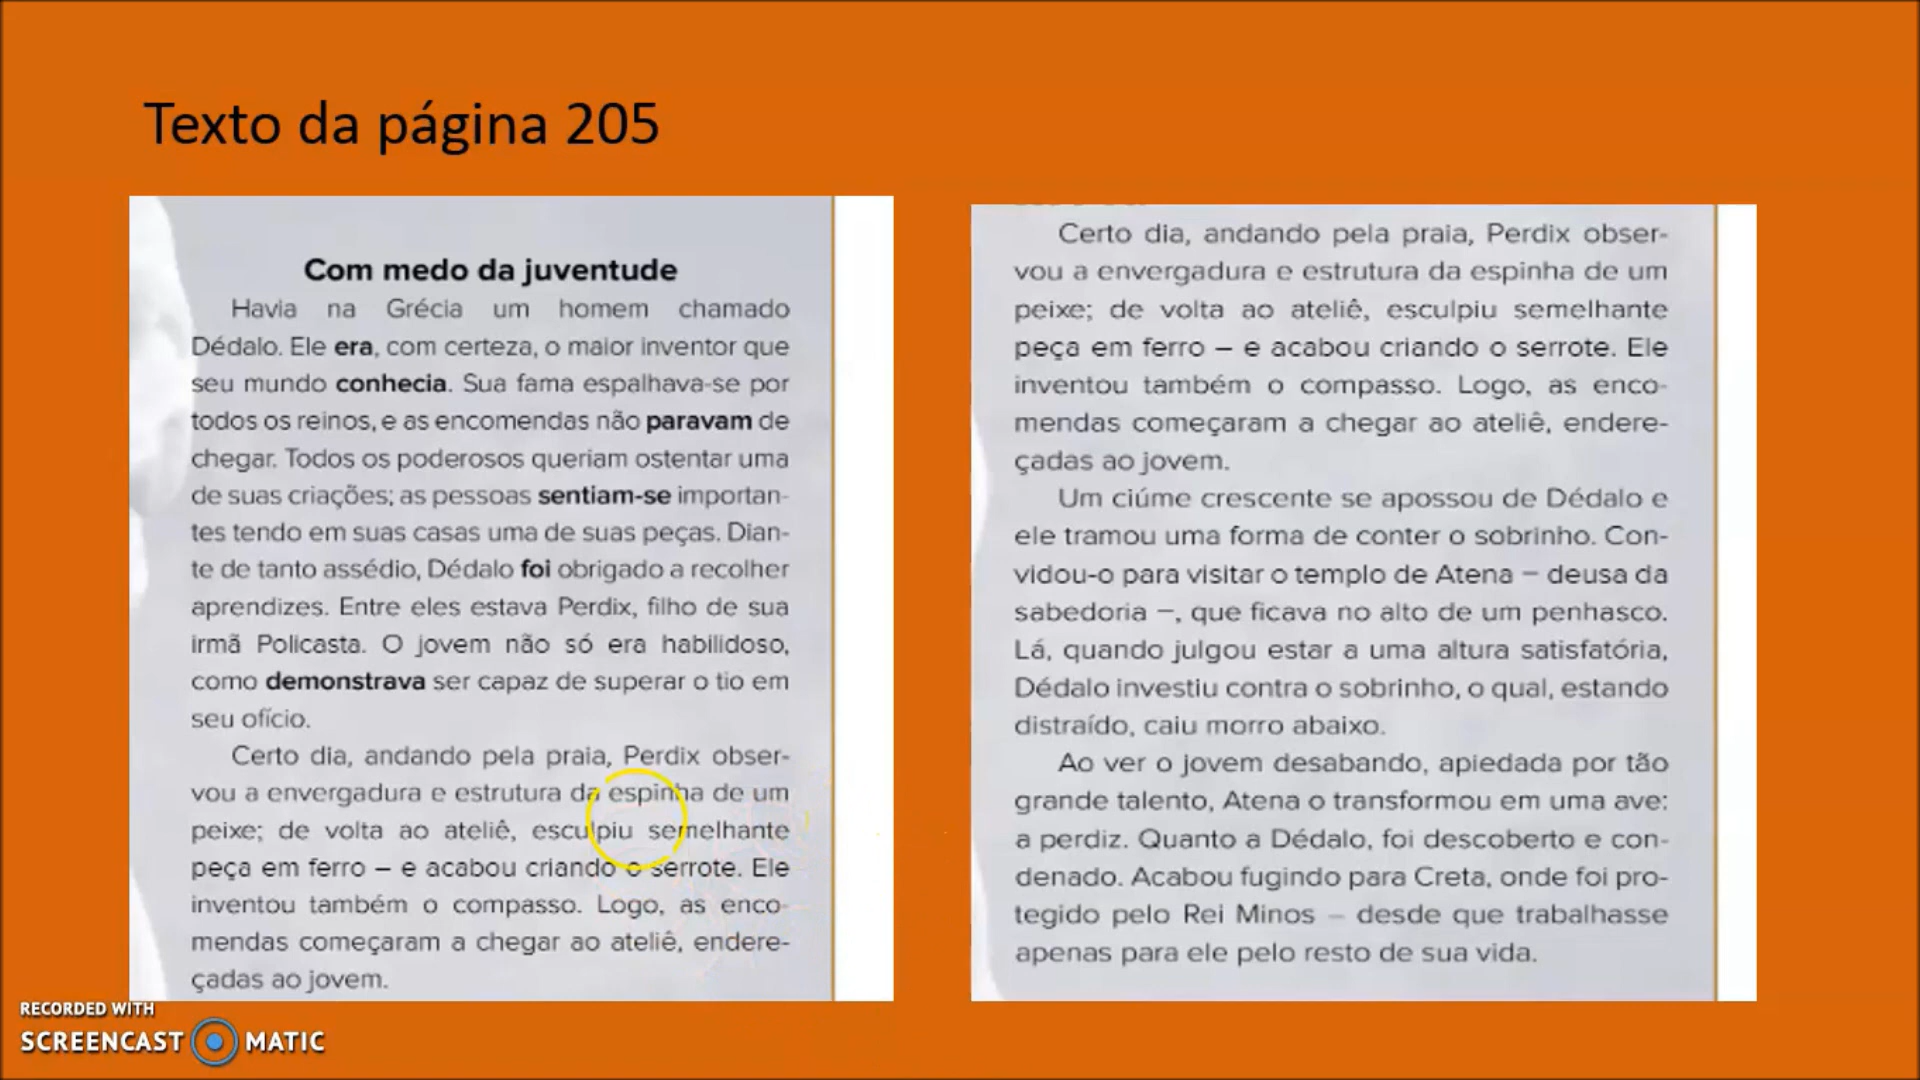 Texto da página 205
Com medo da juventude
Havia na Grécia um homem chamado
Dédalo. Ele era, com certeza, o maior inventor que
seu mundo conhecia. Sua fama espalhava-se por
todos os reinos, e as encomendas não paravam de
chegar. Todos os poderosos queriam ostentar uma
de suas criações; as pessoas sentiam-se importan-
tes tendo em suas casas uma de suas peças. Dian-
te de tanto assédio, Dédalo foi obrigado a recolher
aprendizes. Entre eles estava Perdix, filho de sua
irmã Policasta. O jovem não só era habilidoso,
como demonstrava ser capaz de superar o tio em
seu ofício.
Certo dia, andando pela praia, Perdix obser-
vou a envergadura e estrutura da espinha de um
peixe; de volta ao ateliê, esculpiu semelhante
peça em ferro – e acabou criando o serrote. Ele
inventou também o compasso. Logo, as enco-
mendas começaram a chegar ao ateliê, endere-
çadas ao jovem.
Certo dia, andando pela praia, Perdix obser-
vou a envergadura e estrutura da espinha de um
peixe; de volta ao ateliê, esculpiu semelhante
peça em ferro – e acabou criando o serrote. Ele
inventou também o compasso. Logo, as enco-
mendas começaram a chegar ao ateliê, endere-
çadas ao jovem.
Um ciúme crescente se apossou de Dédalo e
ele tramou uma forma de conter o sobrinho. Con-
vidou-o para visitar o templo de Atena – deusa da
sabedoria –, que ficava no alto de um penhasco.
Lá, quando julgou estar a uma altura satisfatória,
Dédalo investiu contra o sobrinho, o qual, estando
distraído, caiu morro abaixo.
Ao ver o jovem desabando, apiedada por tão
grande talento, Atena o transformou em uma ave:
a perdiz. Quanto a Dédalo, foi descoberto e con-
denado. Acabou fugindo para Creta, onde foi pro-
tegido pelo Rei Minos – desde que trabalhasse
apenas para ele pelo resto de sua vida.
RECORDED WITH
SCREENCAST MATIC